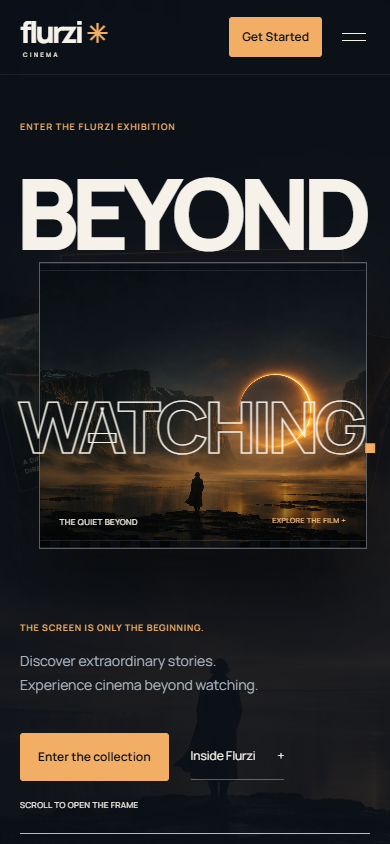 flurzi
CINEMA
Get Started
ENTER THE FLURZI EXHIBITION
BEYOND
WATCHING.
THE QUIET BEYOND
EXPLORE THE FILM +
THE SCREEN IS ONLY THE BEGINNING.
Discover extraordinary stories.
Experience cinema beyond watching.
Enter the collection
Inside Flurzi +
SCROLL TO OPEN THE FRAME